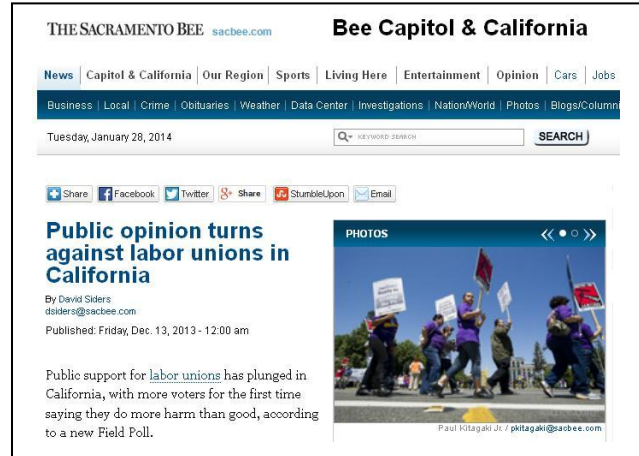 THE SACRAMENTO BEE sacbee.com Bee Capitol & California
News | Capitol & California | Our Region | Sports | Living Here | Entertainment | Opinion | Cars | Jobs
Business | Local | Crime | Obituaries | Weather | Data Center | Investigations | Nation/World | Photos | Blogs/Columni
Tuesday, January 28, 2014 KEYWORD SEARCH SEARCH
Share Facebook Twitter Share StumbleUpon Email
Public opinion turns
against labor unions in
California
By David Siders
dsiders@sacbee.com
Published: Friday, Dec. 13, 2013 - 12:00 am
Public support for labor unions has plunged in
California, with more voters for the first time
saying they do more harm than good, according
to a new Field Poll.
PHOTOS
Paul Kitagaki Jr. / pkitagaki@sacbee.com